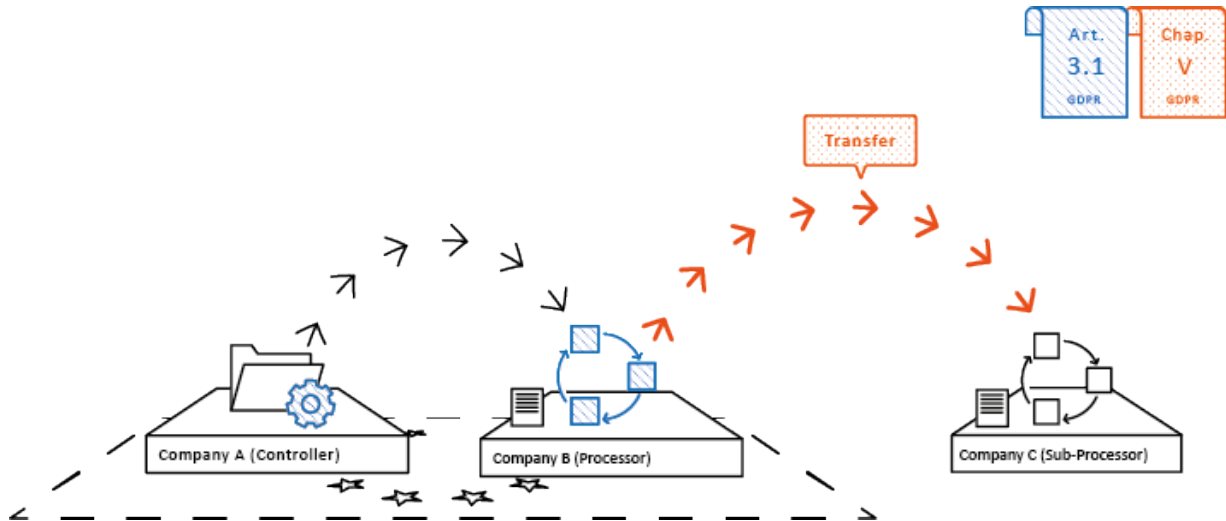 Art.
3.1
GDPR
Chap.
V
GDPR
Transfer
Company A (Controller)
Company B (Processor)
Company C (Sub-Processor)